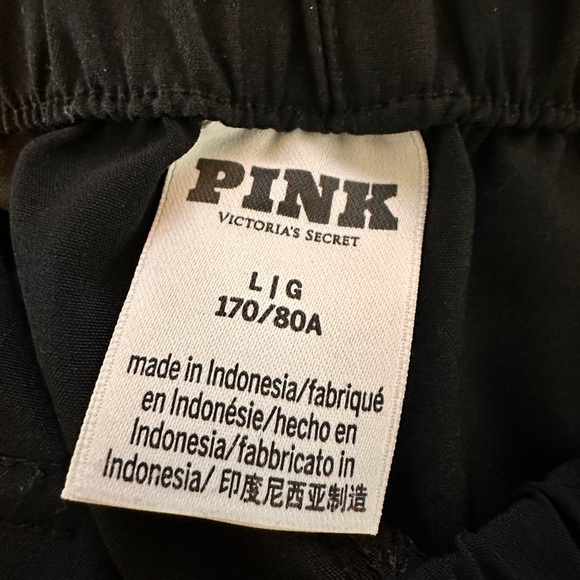 PINK
VICTORIA'S SECRET
L | G
170/80A
made in Indonesia/fabriqué
en Indonésie/hecho en
Indonesia/fabbricato in
Indonesia/ 印度尼西亚制造